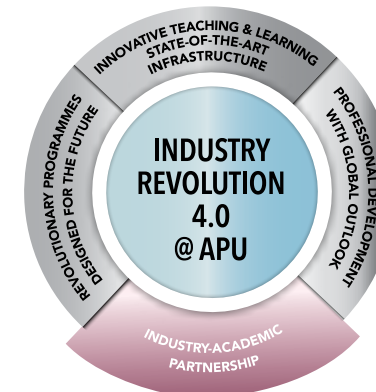 INNOVATIVE TEACHING & LEARNING
STATE-OF-THE-ART
INFRASTRUCTURE
REVOLUTIONARY PROGRAMMES
DESIGNED FOR THE FUTURE
INDUSTRY
REVOLUTION
4.0
@ APU
PROFESSIONAL DEVELOPMENT
WITH GLOBAL OUTLOOK
INDUSTRY-ACADEMIC
PARTNERSHIP